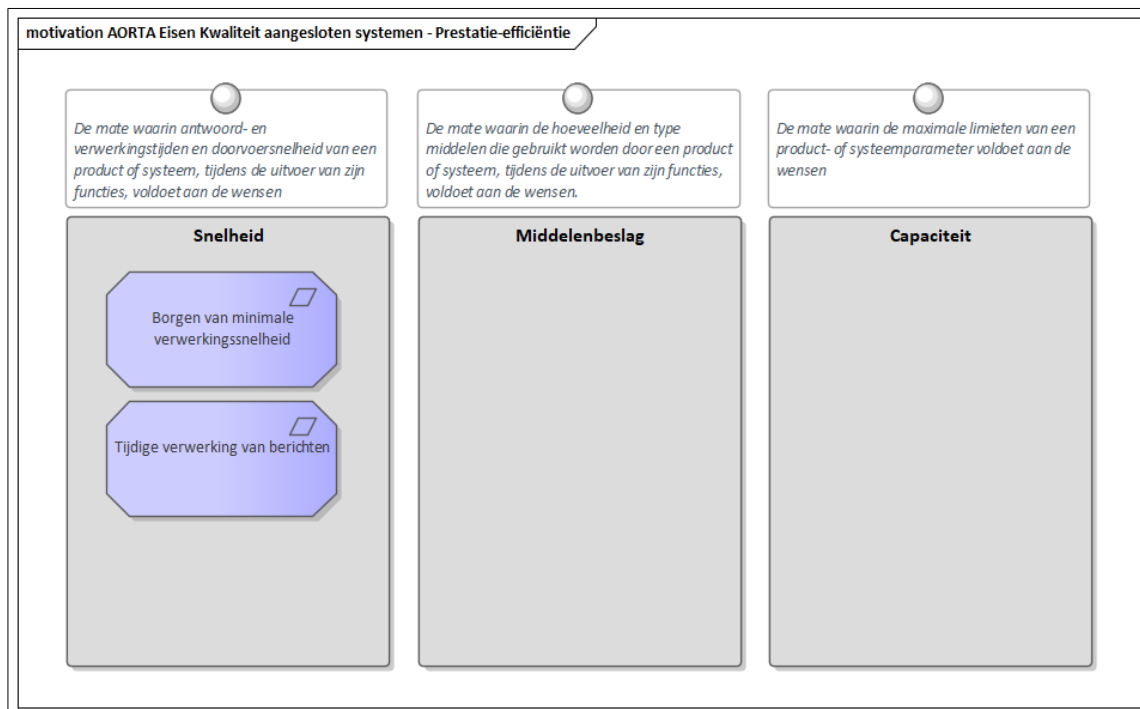 motivation AORTA Eisen Kwaliteit aangesloten systemen - Prestatie-efficiëntie
De mate waarin antwoord- en
verwerkingstijden en doorvoersnelheid van een
product of systeem, tijdens de uitvoer van zijn
functies, voldoet aan de wensen
De mate waarin de hoeveelheid en type
middelen die gebruikt worden door een product
of systeem, tijdens de uitvoer van zijn functies,
voldoet aan de wensen.
De mate waarin de maximale limieten van een
product- of systeemparameter voldoet aan de
wensen
Snelheid
Borgen van minimale
verwerkingssnelheid
Tijdige verwerking van berichten
Middelenbeslag
Capaciteit